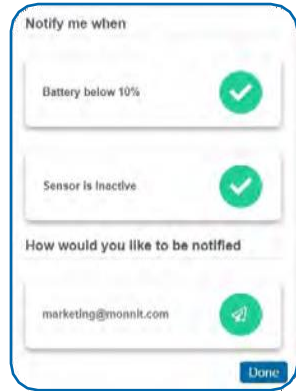 Notify me when
Battery below 10%
Sensor is Inactive
How would you like to be notified
marketing@monnit.com
Done